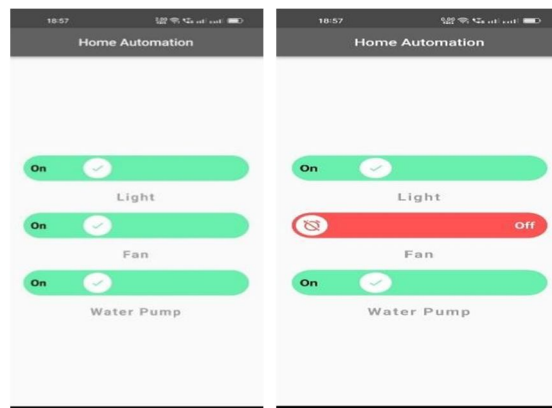 18:57
Home Automation
On
Light
On
Fan
On
Water Pump
18:57
Home Automation
On
Light
Off
Fan
On
Water Pump